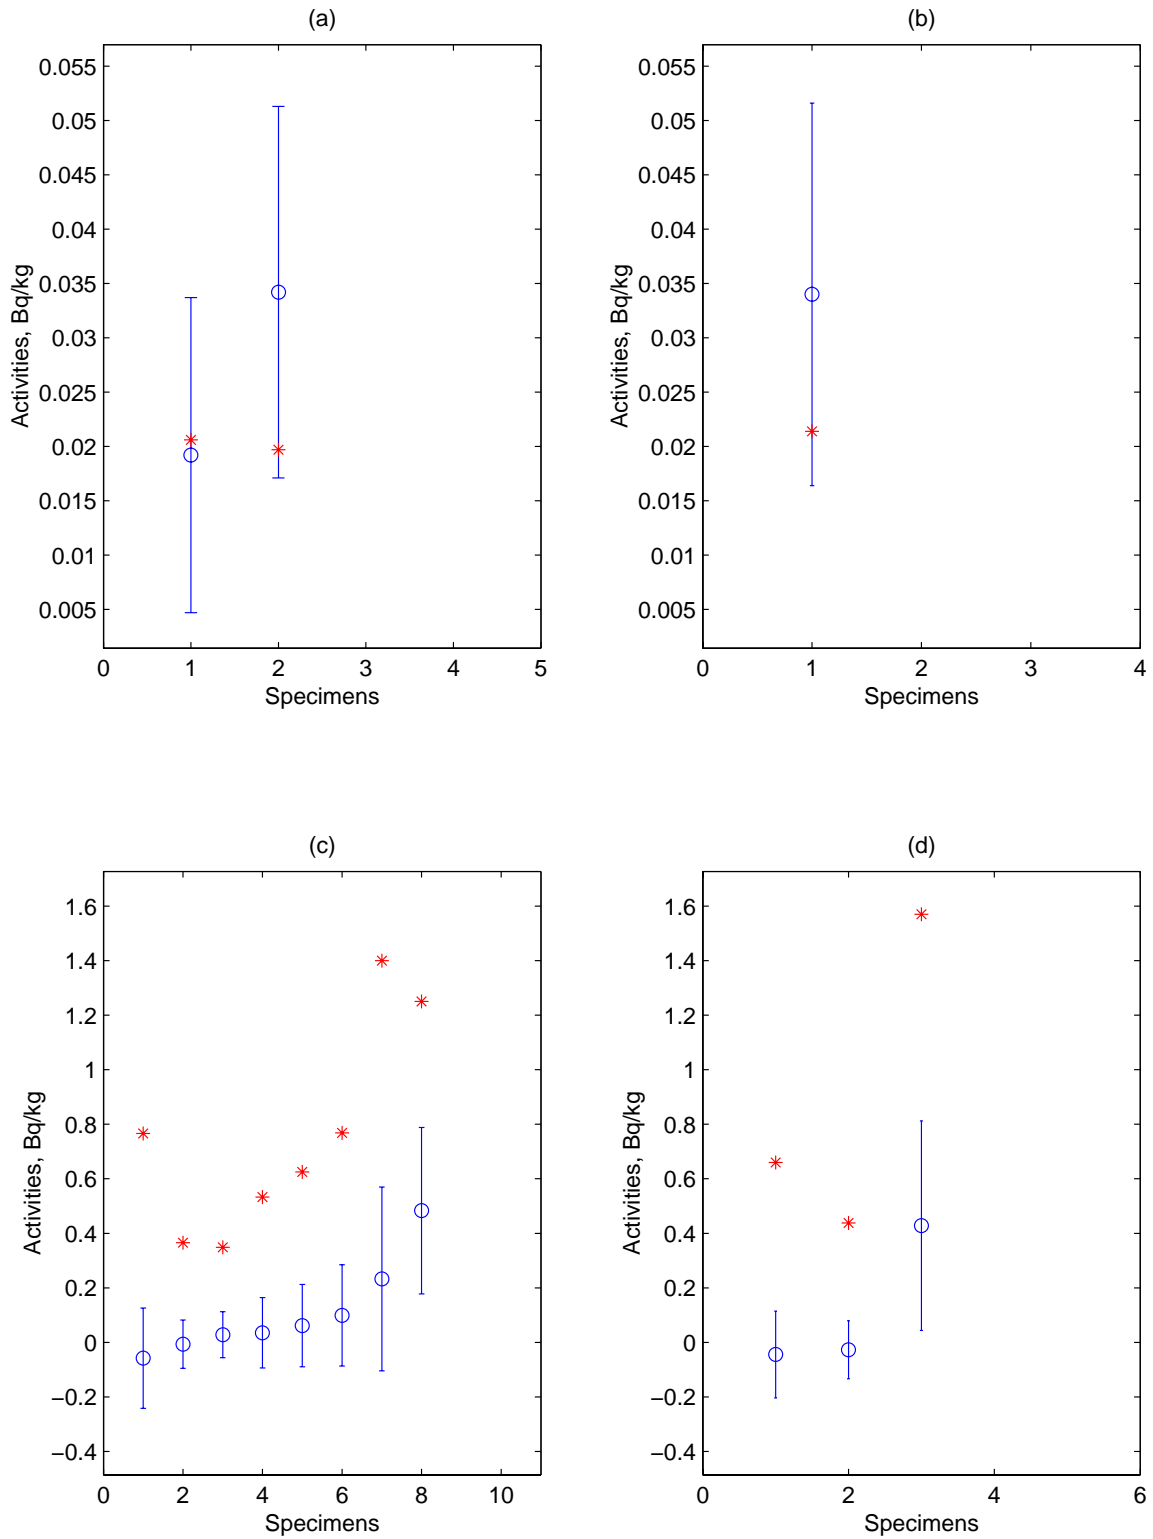 (a)
0.055
0.05
0.045
0.04
0.035
0.03
0.025
0.02
0.015
0.01
0.005
Activities, Bq/kg
0 1 2 3 4 5
Specimens
(b)
0.055
0.05
0.045
0.04
0.035
0.03
0.025
0.02
0.015
0.01
0.005
Activities, Bq/kg
0 1 2 3 4
Specimens
(c)
1.6
1.4
1.2
1
0.8
0.6
0.4
0.2
0
−0.2
−0.4
Activities, Bq/kg
0 2 4 6 8 10
Specimens
(d)
1.6
1.4
1.2
1
0.8
0.6
0.4
0.2
0
−0.2
−0.4
Activities, Bq/kg
0 2 4 6
Specimens